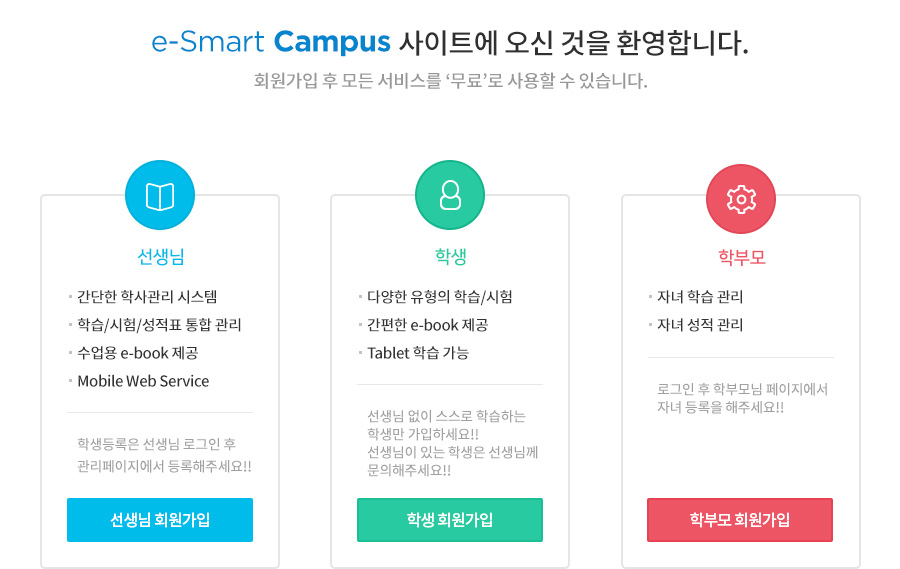 e-Smart Campus 사이트에 오신 것을 환영합니다.
회원가입 후 모든 서비스를 ‘무료’로 사용할 수 있습니다.
선생님
· 간단한 학사관리 시스템
· 학습/시험/성적표 통합 관리
· 수업용 e-book 제공
· Mobile Web Service
학생등록은 선생님 로그인 후
관리페이지에서 등록해주세요!!
선생님 회원가입
학생
· 다양한 유형의 학습/시험
· 간편한 e-book 제공
· Tablet 학습 가능
선생님 없이 스스로 학습하는
학생만 가입하세요!!
선생님이 있는 학생은 선생님께
문의해주세요!!
학생 회원가입
학부모
· 자녀 학습 관리
· 자녀 성적 관리
로그인 후 학부모님 페이지에서
자녀 등록을 해주세요!!
학부모 회원가입